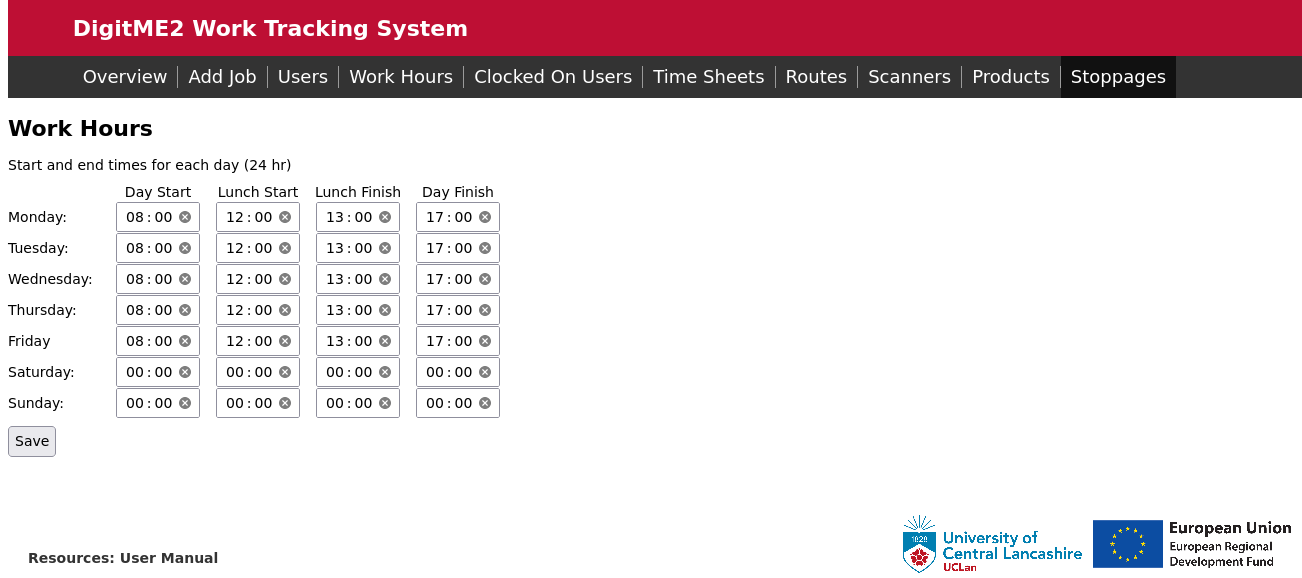 DigitME2 Work Tracking System
Overview Add Job Users Work Hours Clocked On Users Time Sheets Routes Scanners Products Stoppages
Work Hours
Start and end times for each day (24 hr)
Day Start Lunch Start Lunch Finish Day Finish
Monday: 08:00 12:00 13:00 17:00
Tuesday: 08:00 12:00 13:00 17:00
Wednesday: 08:00 12:00 13:00 17:00
Thursday: 08:00 12:00 13:00 17:00
Friday 08:00 12:00 13:00 17:00
Saturday: 00:00 00:00 00:00 00:00
Sunday: 00:00 00:00 00:00 00:00
Save
Resources: User Manual
1828
University of
Central Lancashire
UCLan
European Union
European Regional
Development Fund